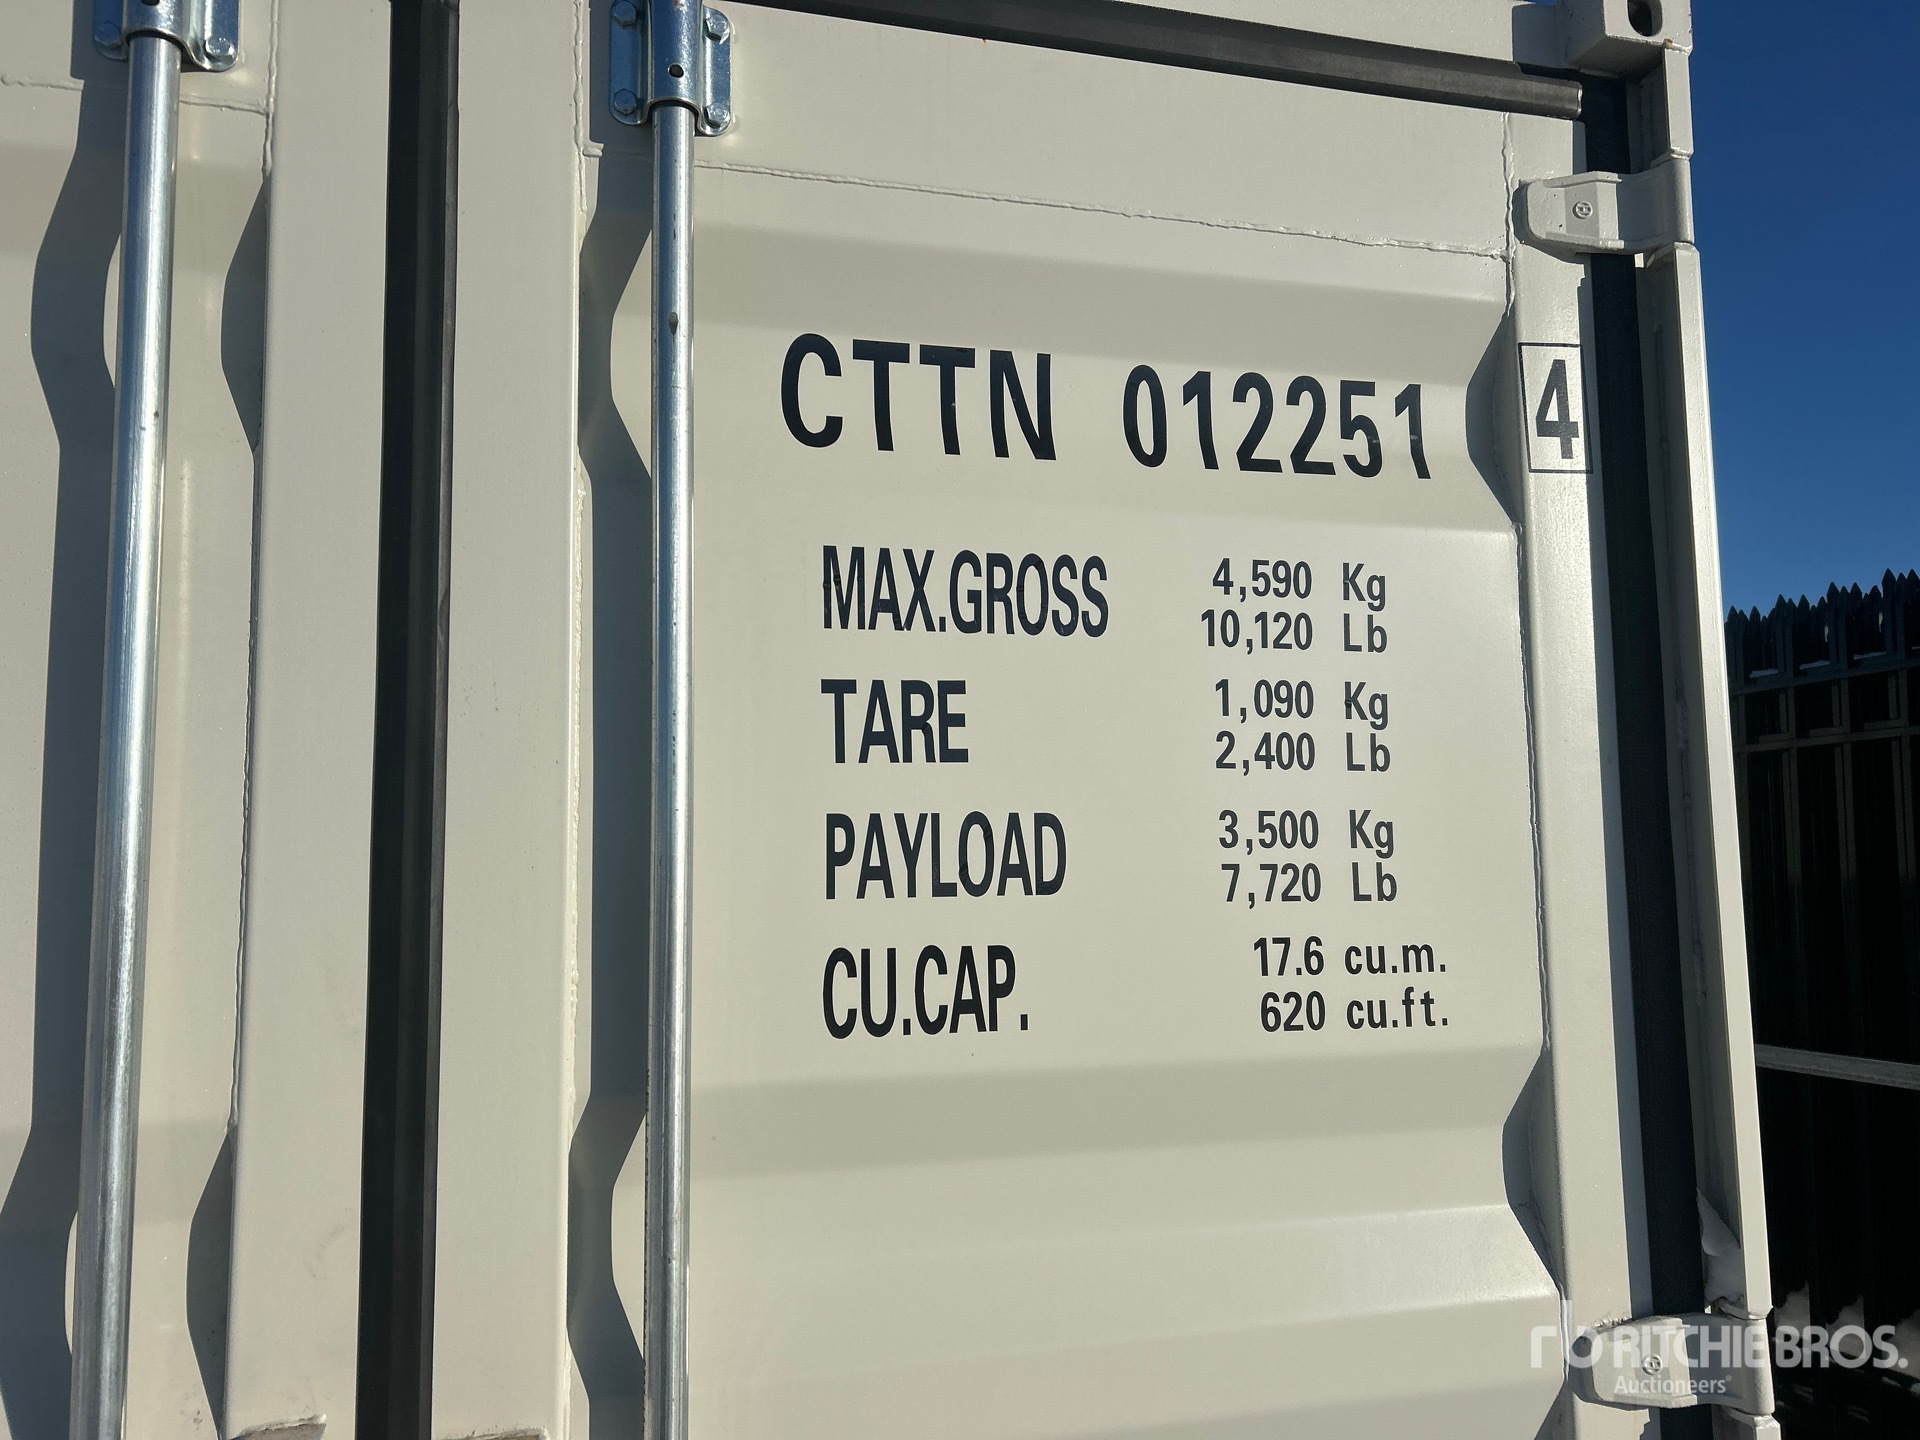 CTTN 012251 4
MAX.GROSS 4,590 Kg
10,120 Lb
TARE 1,090 Kg
2,400 Lb
PAYLOAD 3,500 Kg
7,720 Lb
CU.CAP. 17.6 cu.m.
620 cu.ft.
rb RITCHIE BROS.
Auctioneers